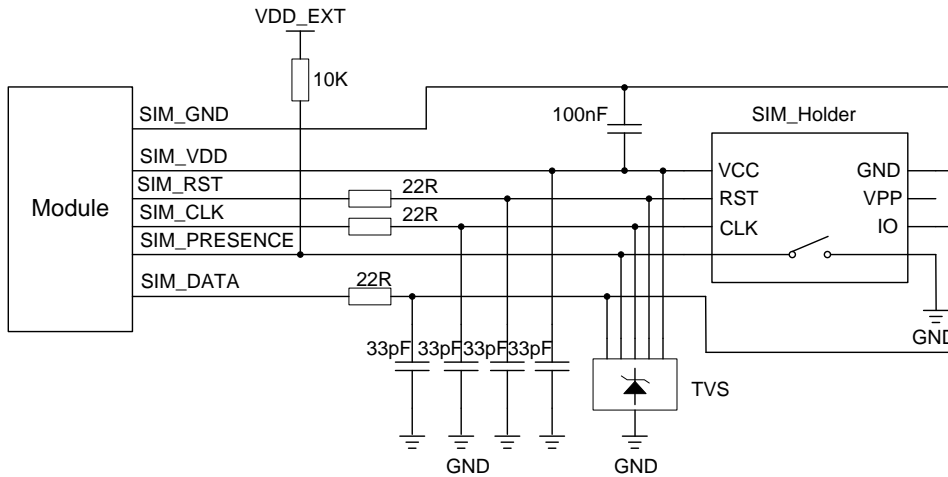 VDD_EXT
10K
SIM_GND
100nF
SIM_Holder
SIM_VDD
VCC
GND
SIM_RST
22R
RST
VPP
Module
SIM_CLK
22R
CLK
IO
SIM_PRESENCE
SIM_DATA
22R
GND
33pF 33pF 33pF 33pF
TVS
GND
GND